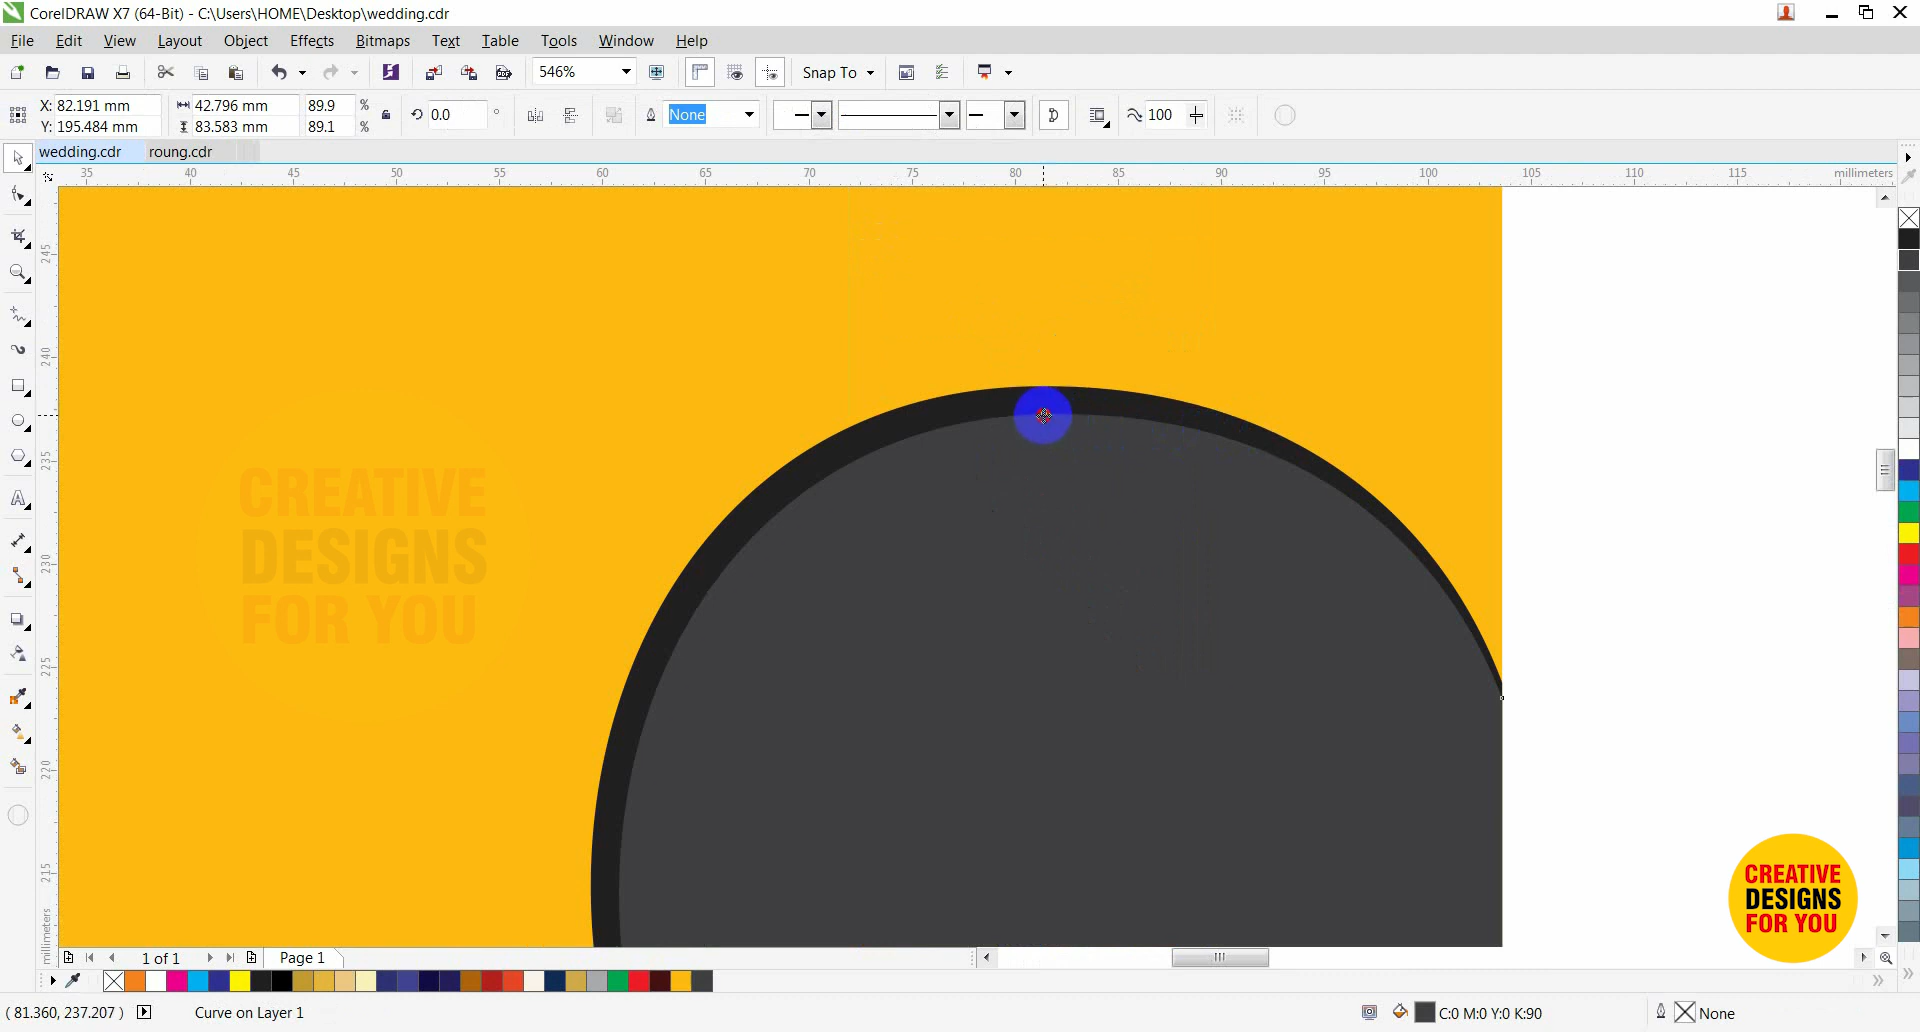 CorelDRAW X7 (64-Bit) - C:\Users\HOME\Desktop\wedding.cdr
File Edit View Layout Object Effects Bitmaps Text Table Tools Window Help
546% Snap To
X: 82.191 mm 42.796 mm 89.9 % 0.0 ° None 100
Y: 195.484 mm 83.583 mm 89.1 %
wedding.cdr roung.cdr
35 40 45 50 55 60 65 70 75 80 85 90 95 100 105 110 115 millimeters
245
240
235
230
225
220
215
millimeters
CREATIVE
DESIGNS
FOR YOU
CREATIVE
DESIGNS
FOR YOU
1 of 1 Page 1
( 81.360, 237.207 ) Curve on Layer 1 C:0 M:0 Y:0 K:90 None